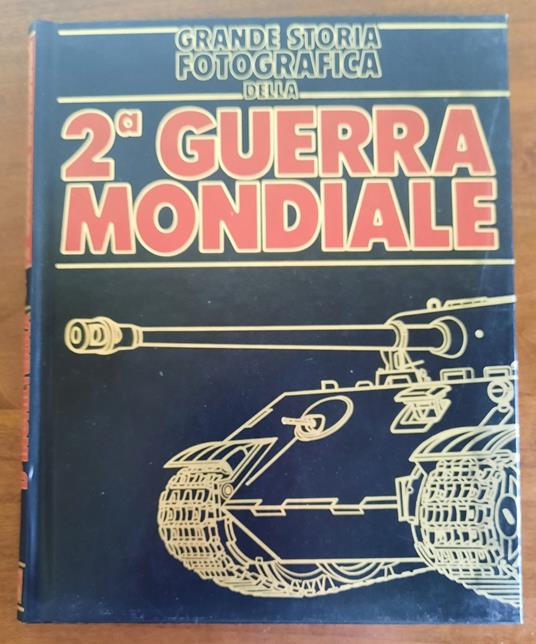 GRANDE STORIA
FOTOGRAFICA
DELLA
2ª GUERRA
MONDIALE